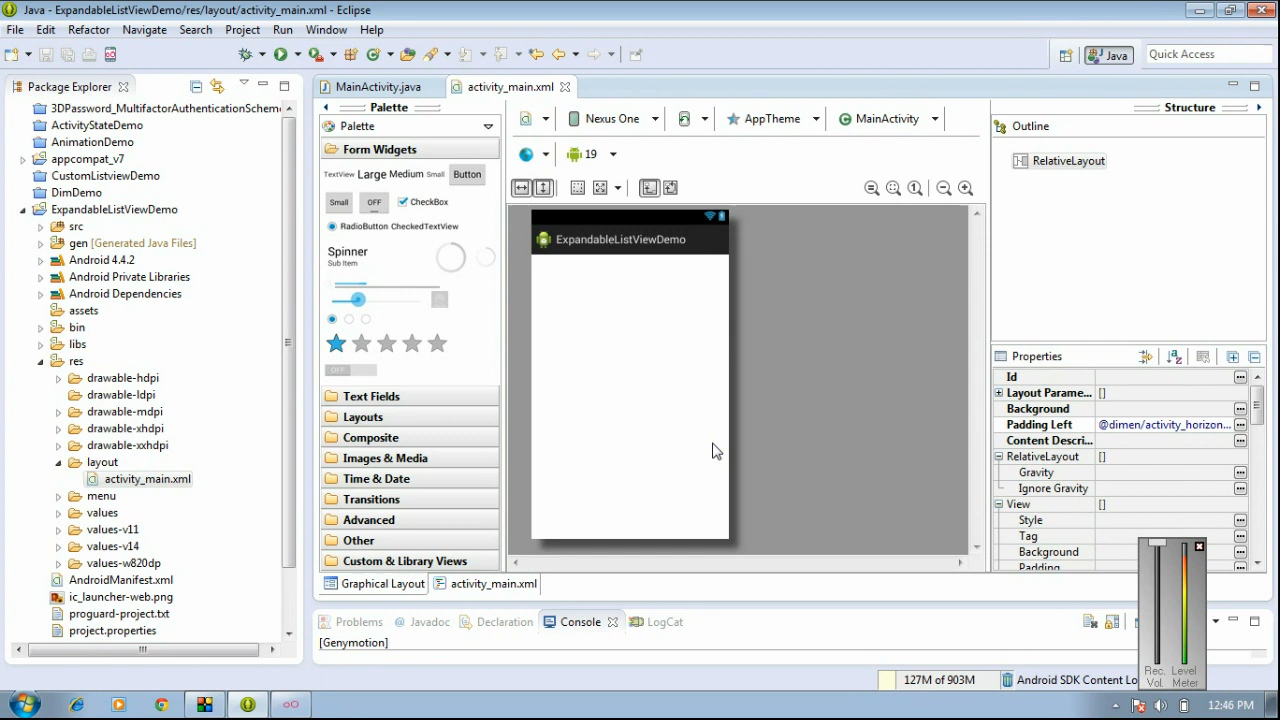 Java - ExpandableListViewDemo/res/layout/activity_main.xml - Eclipse
File Edit Refactor Navigate Search Project Run Window Help
Java
Quick Access
Package Explorer
3DPassword_MultifactorAuthenticationSchem
ActivityStateDemo
AnimationDemo
appcompat_v7
CustomListviewDemo
DimDemo
ExpandableListViewDemo
src
gen [Generated Java Files]
Android 4.4.2
Android Private Libraries
Android Dependencies
assets
bin
libs
res
drawable-hdpi
drawable-ldpi
drawable-mdpi
drawable-xhdpi
drawable-xxhdpi
layout
activity_main.xml
menu
values
values-v11
values-v14
values-w820dp
AndroidManifest.xml
ic_launcher-web.png
proguard-project.txt
project.properties
MainActivity.java
activity_main.xml
Palette
Palette
Form Widgets
TextView Large Medium Small Button
Small OFF CheckBox
RadioButton CheckedTextView
Spinner
Sub Item
OFF
Text Fields
Layouts
Composite
Images & Media
Time & Date
Transitions
Advanced
Other
Custom & Library Views
Nexus One
AppTheme
MainActivity
19
ExpandableListViewDemo
Graphical Layout
activity_main.xml
Structure
Outline
RelativeLayout
Properties
Id
Layout Parame... []
Background
Padding Left @dimen/activity_horizon...
Content Descri...
RelativeLayout []
Gravity
Ignore Gravity
View []
Style
Tag
Background
Padding
Problems
Javadoc
Declaration
Console
LogCat
[Genymotion]
127M of 903M
Android SDK Content Lo
Rec. Vol.
Level Meter
12:46 PM